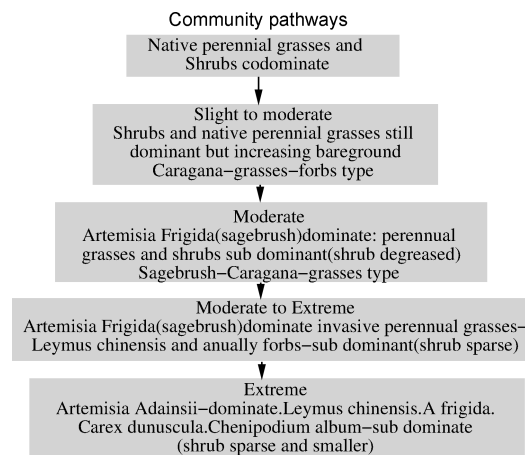 Community pathways
Native perennial grasses and
Shrubs codominate
Slight to moderate
Shrubs and native perennial grasses still
dominant but increasing bareground
Caragana−grasses−forbs type
Moderate
Artemisia Frigida(sagebrush)dominate: perennual
grasses and shrubs sub dominant(shrub degreased)
Sagebrush−Caragana−grasses type
Moderate to Extreme
Artemisia Frigida(sagebrush)dominate invasive perennual grasses−
Leymus chinensis and anually forbs−sub dominant(shrub sparse)
Extreme
Artemisia Adainsii−dominate.Leymus chinensis.A frigida.
Carex dunuscula.Chenipodium album−sub dominate
(shrub sparse and smaller)